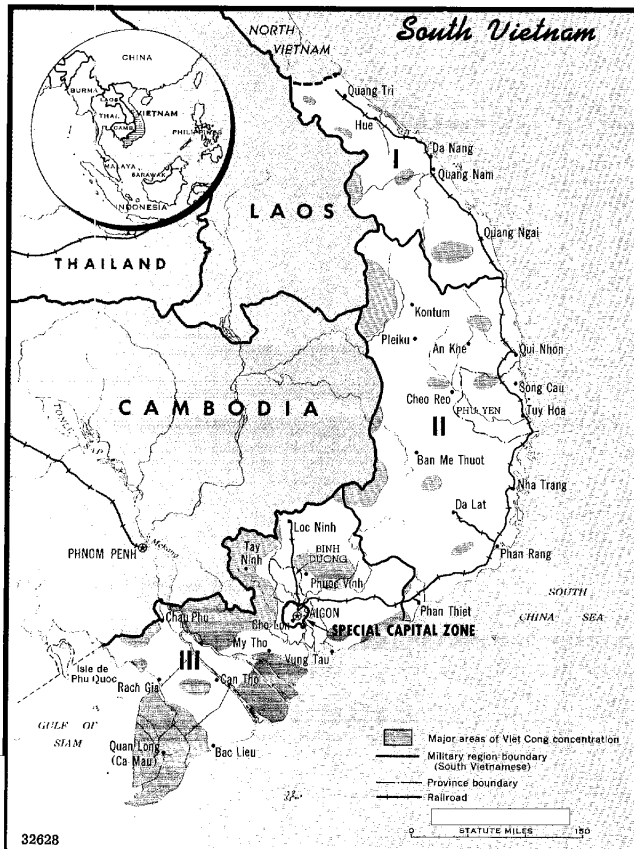 South Vietnam
NORTH
VIETNAM
CHINA
BURMA
LAOS
VIETNAM
THAI.
CAMB.
PHILIPPINES
MALAYA
SARAWAK
INDONESIA
Quang Tri
Hue
Da Nang
I
Quang Nam
LAOS
Quang Ngai
THAILAND
Kontum
Pleiku
An Khe
Qui Nhon
Song Cau
Cheo Reo
PHU YEN
Tuy Hoa
CAMBODIA
II
TONLE SAP
Ban Me Thuot
Nha Trang
Da Lat
Loc Ninh
PHNOM PENH
Mekong
Tay
Ninh
BINH
DUONG
Phan Rang
Phuoc Vinh
SOUTH
CHINA SEA
Chau Phu
Cho Lon
SAIGON
Phan Thiet
SPECIAL CAPITAL ZONE
My Tho
Vung Tau
III
Isle de
Phu Quoc
Rach Gia
Can Tho
GULF OF
SIAM
Quan Long
(Ca Mau)
Bac Lieu
Major areas of Viet Cong concentration
Military region boundary
(South Vietnamese)
Province boundary
Railroad
0 STATUTE MILES 150
32628